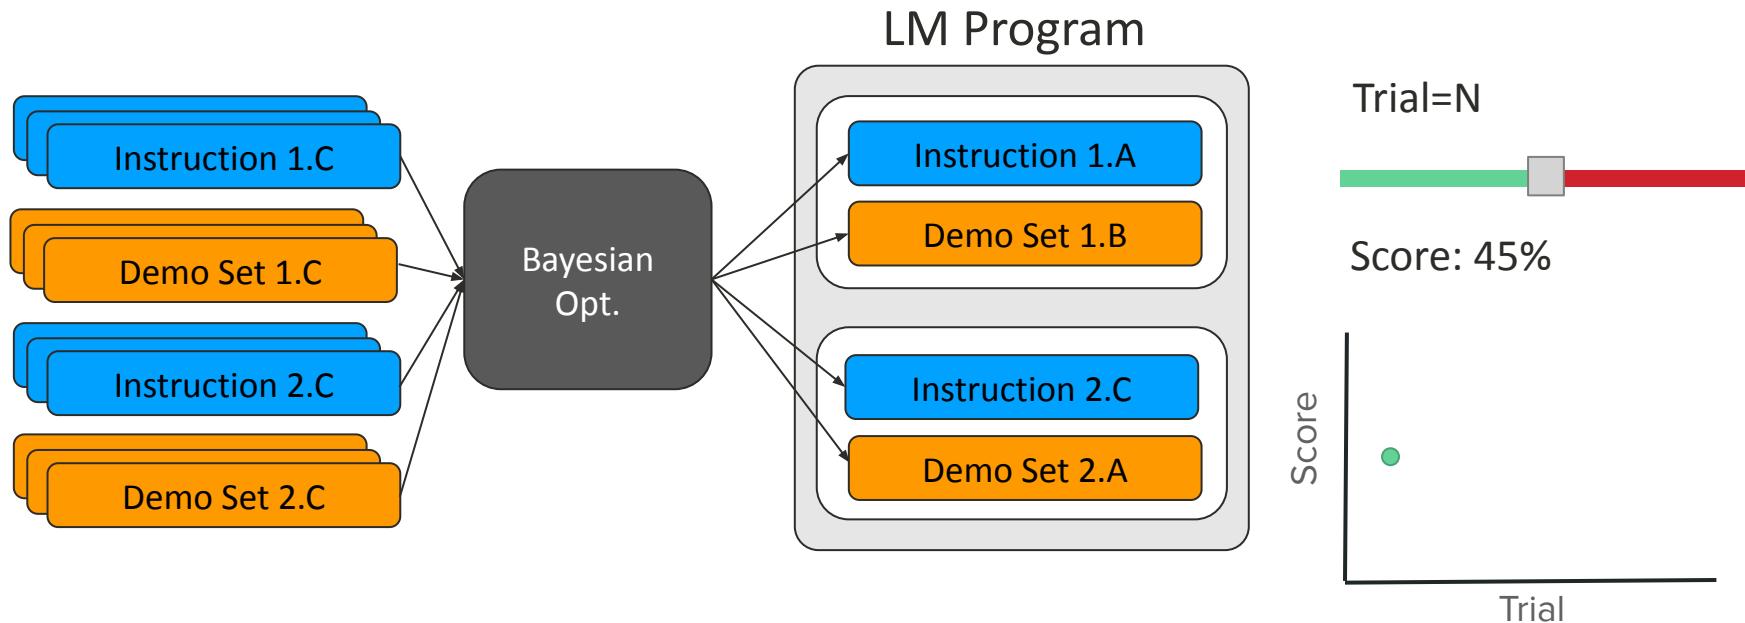 LM Program
Instruction 1.C
Demo Set 1.C
Instruction 2.C
Demo Set 2.C
Bayesian
Opt.
Instruction 1.A
Demo Set 1.B
Instruction 2.C
Demo Set 2.A
Trial=N
Score: 45%
Score
Trial